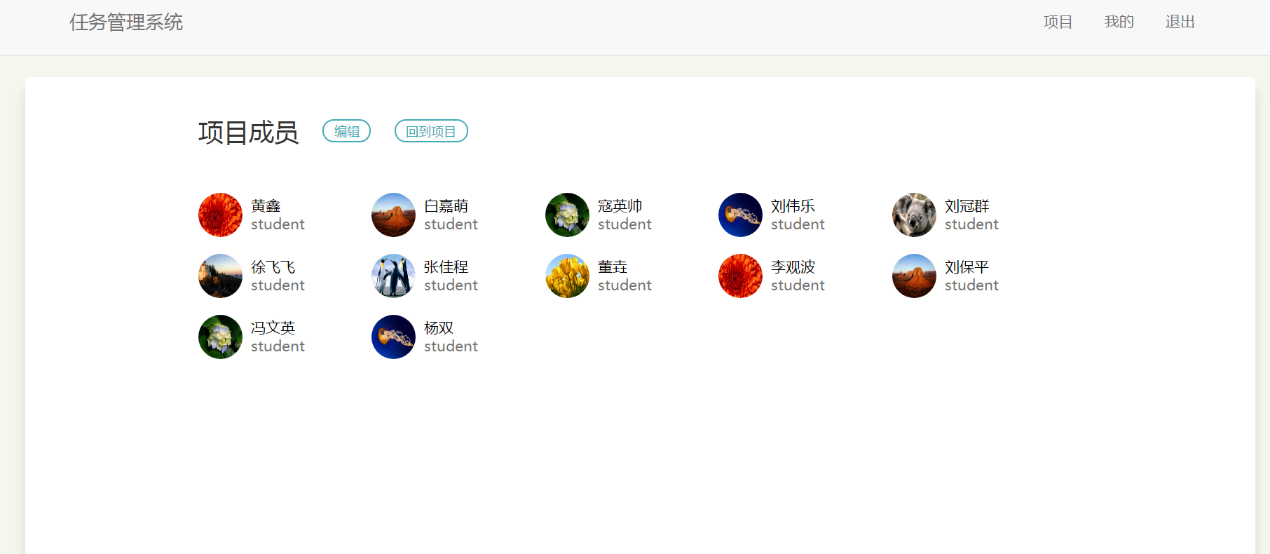 任务管理系统 项目 我的 退出
项目成员 编辑 回到项目
黄鑫 白嘉萌 寇英帅 刘伟乐 刘冠群
student student student student student
徐飞飞 张佳程 董垚 李观波 刘保平
student student student student student
冯文英 杨双
student student